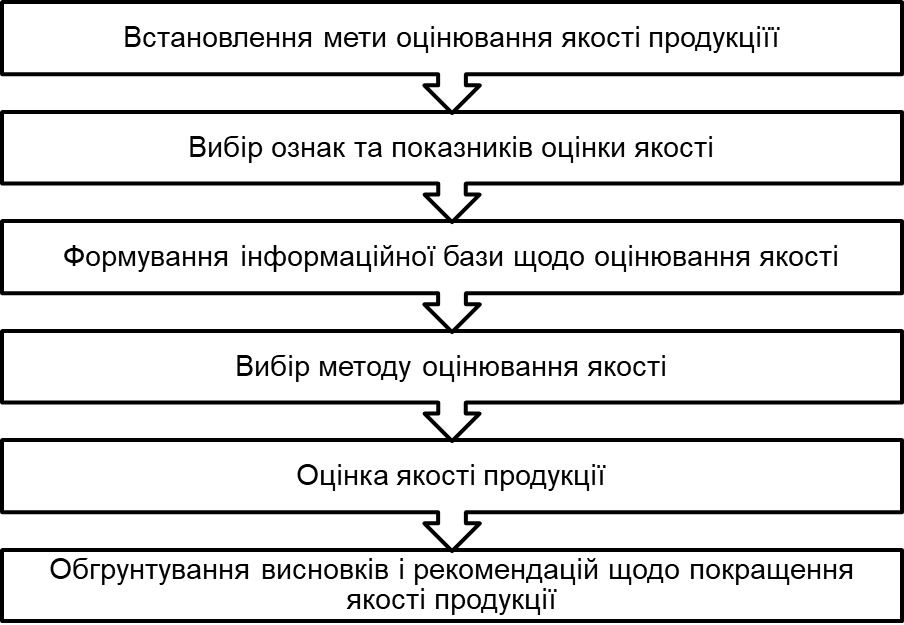 Встановлення мети оцінювання якості продукціїї
Вибір ознак та показників оцінки якості
Формування інформаційної бази щодо оцінювання якості
Вибір методу оцінювання якості
Оцінка якості продукції
Обгрунтування висновків і рекомендацій щодо покращення
якості продукції